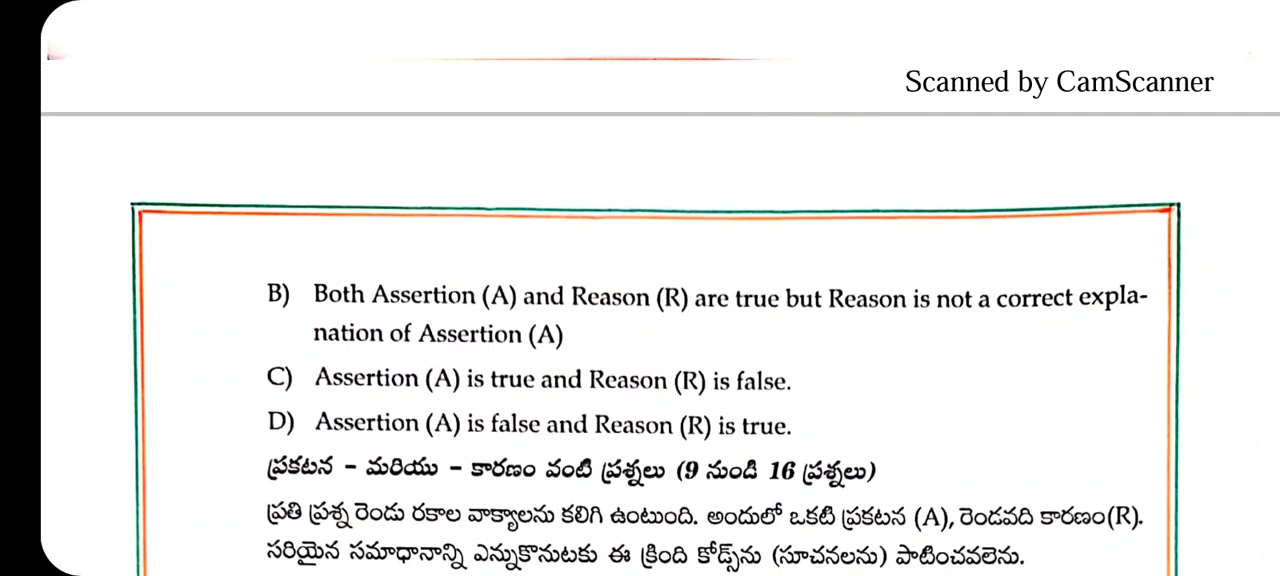 Scanned by CamScanner
B) Both Assertion (A) and Reason (R) are true but Reason is not a correct expla-
nation of Assertion (A)
C) Assertion (A) is true and Reason (R) is false.
D) Assertion (A) is false and Reason (R) is true.
ప్రకటన - మరియు - కారణం వంటి ప్రశ్నలు (9 నుండి 16 ప్రశ్నలు)
ప్రతి ప్రశ్న రెండు రకాల వాక్యాలను కలిగి ఉంటుంది. అందులో ఒకటి ప్రకటన (A), రెండవది కారణం(R).
సరియైన సమాధానాన్ని ఎన్నుకొనుటకు ఈ క్రింది కోడ్స్‌ను (సూచనలను) పాటించవలెను.